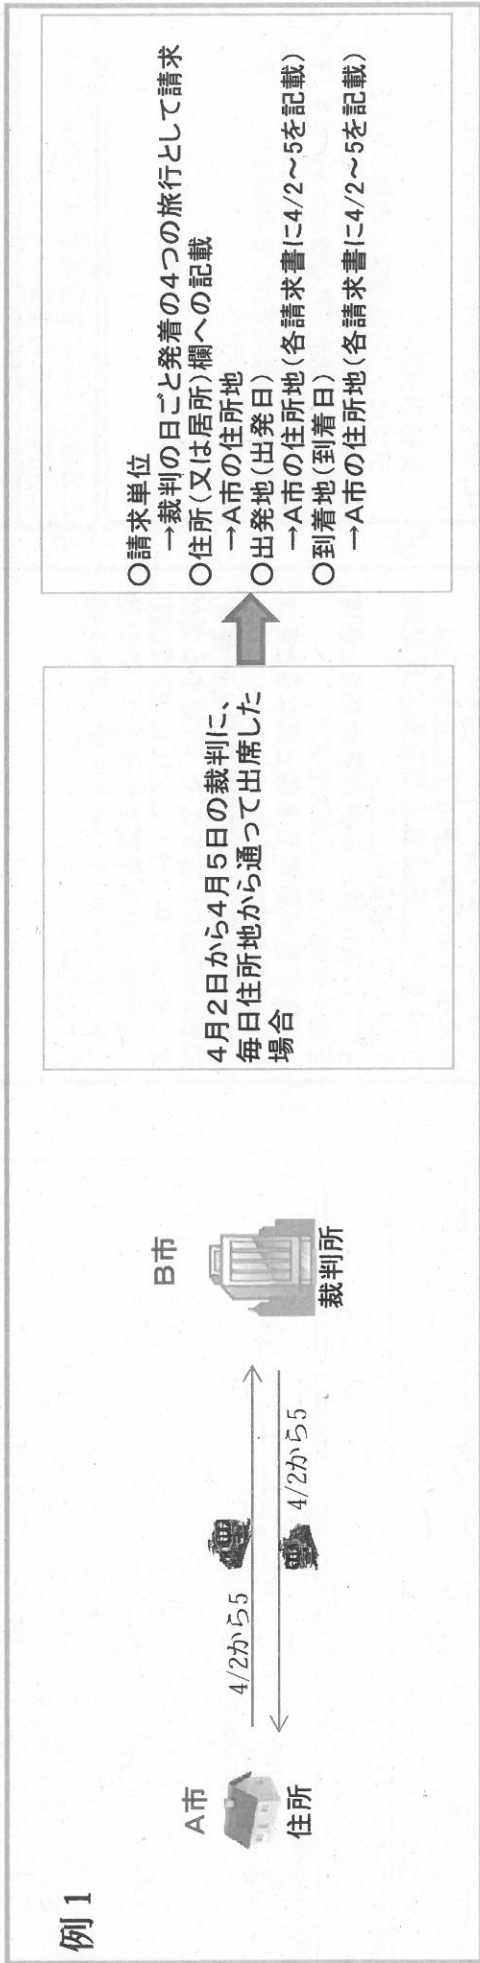 例1
A市
住所
4/2から5
4/2から5
B市
裁判所
4月2日から4月5日の裁判に、
毎日住所地から通って出席した
場合
○請求単位
→裁判の日ごと発着の4つの旅行として請求
○住所(又は居所)欄への記載
→A市の住所地
○出発地(出発日)
→A市の住所地(各請求書に4/2～5を記載)
○到着地(到着日)
→A市の住所地(各請求書に4/2～5を記載)